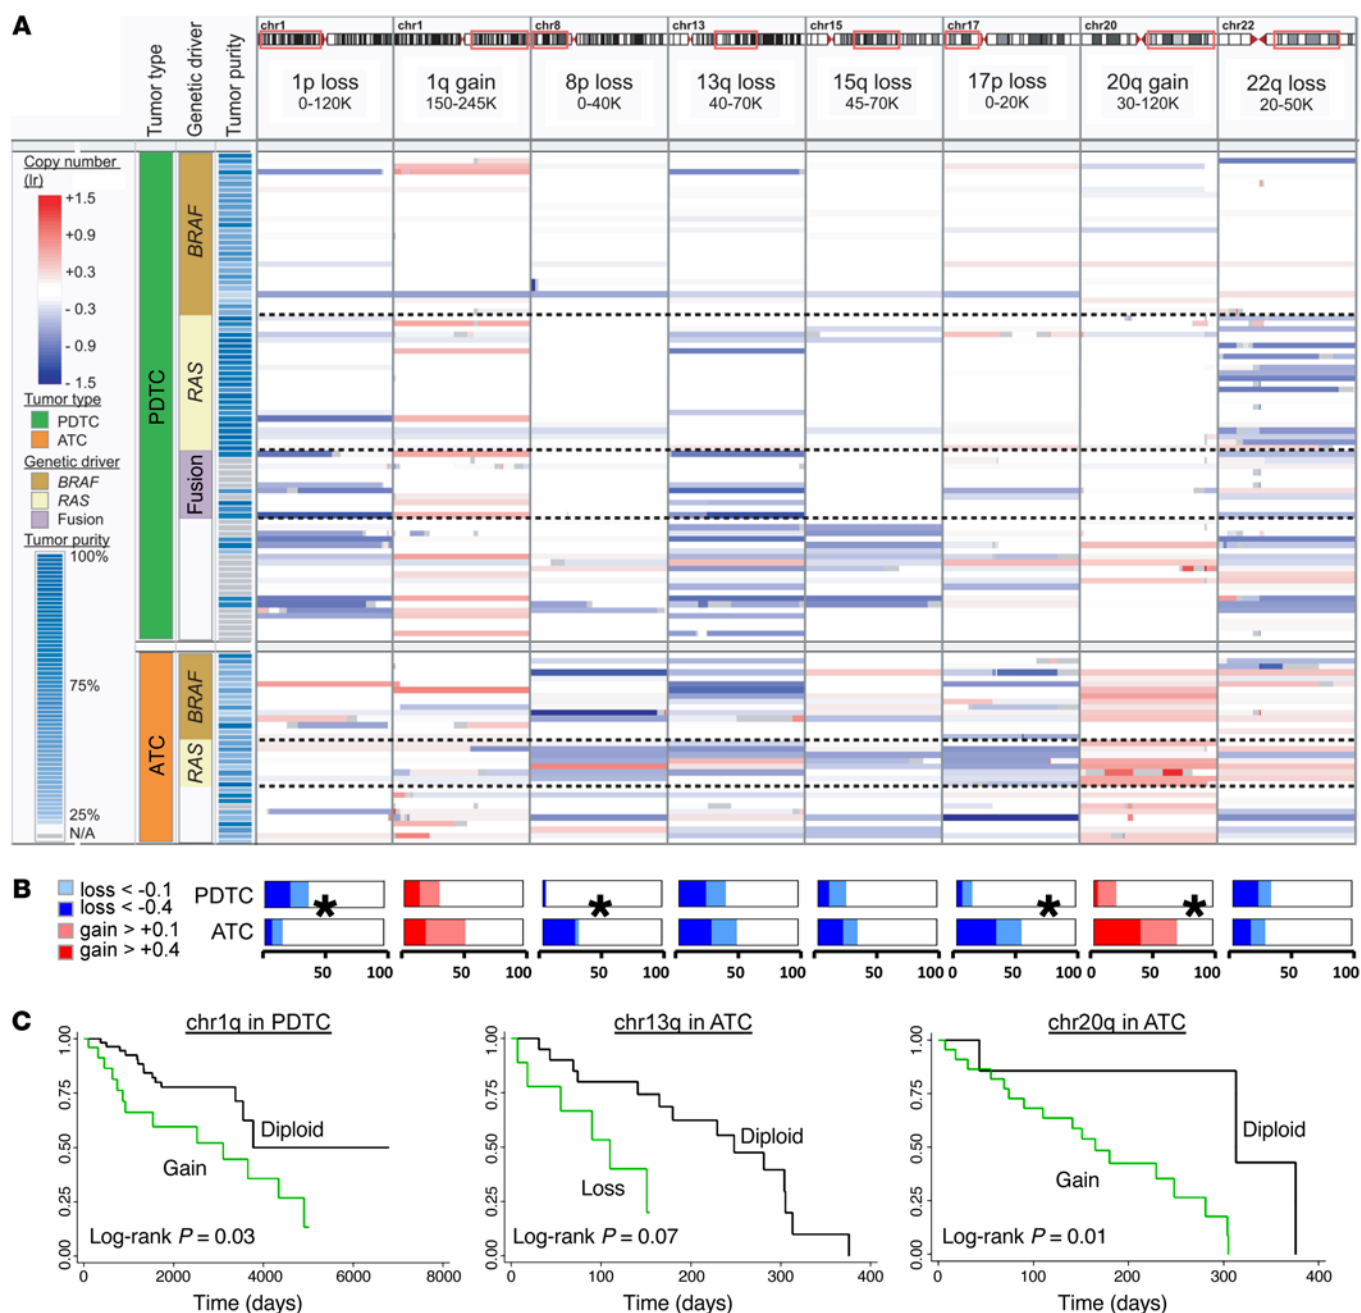 A
chr1 chr1 chr8 chr13 chr15 chr17 chr20 chr22
Tumor type
Genetic driver
Tumor purity
1p loss 1q gain 8p loss 13q loss 15q loss 17p loss 20q gain 22q loss
0-120K 150-245K 0-40K 40-70K 45-70K 0-20K 30-120K 20-50K
Copy number
(lr)
+1.5
+0.9
+0.3
- 0.3
- 0.9
- 1.5
Tumor type
PDTC
ATC
Genetic driver
BRAF
RAS
Fusion
Tumor purity
100%
75%
25%
N/A
PDTC
BRAF
RAS
Fusion
ATC
BRAF
RAS
B
loss < -0.1
loss < -0.4
gain > +0.1
gain > +0.4
PDTC
* * * *
ATC
50 100 50 100 50 100 50 100 50 100 0 50 100 0 50 100 50 100
C
chr1q in PDTC
1.00
0.75
0.50
0.25
0.00
Diploid
Gain
Log-rank P = 0.03
0 2000 4000 6000 8000
Time (days)
chr13q in ATC
1.00
0.75
0.50
0.25
0.00
Diploid
Loss
Log-rank P = 0.07
0 100 200 300 400
Time (days)
chr20q in ATC
1.00
0.75
0.50
0.25
0.00
Diploid
Gain
Log-rank P = 0.01
0 100 200 300 400
Time (days)